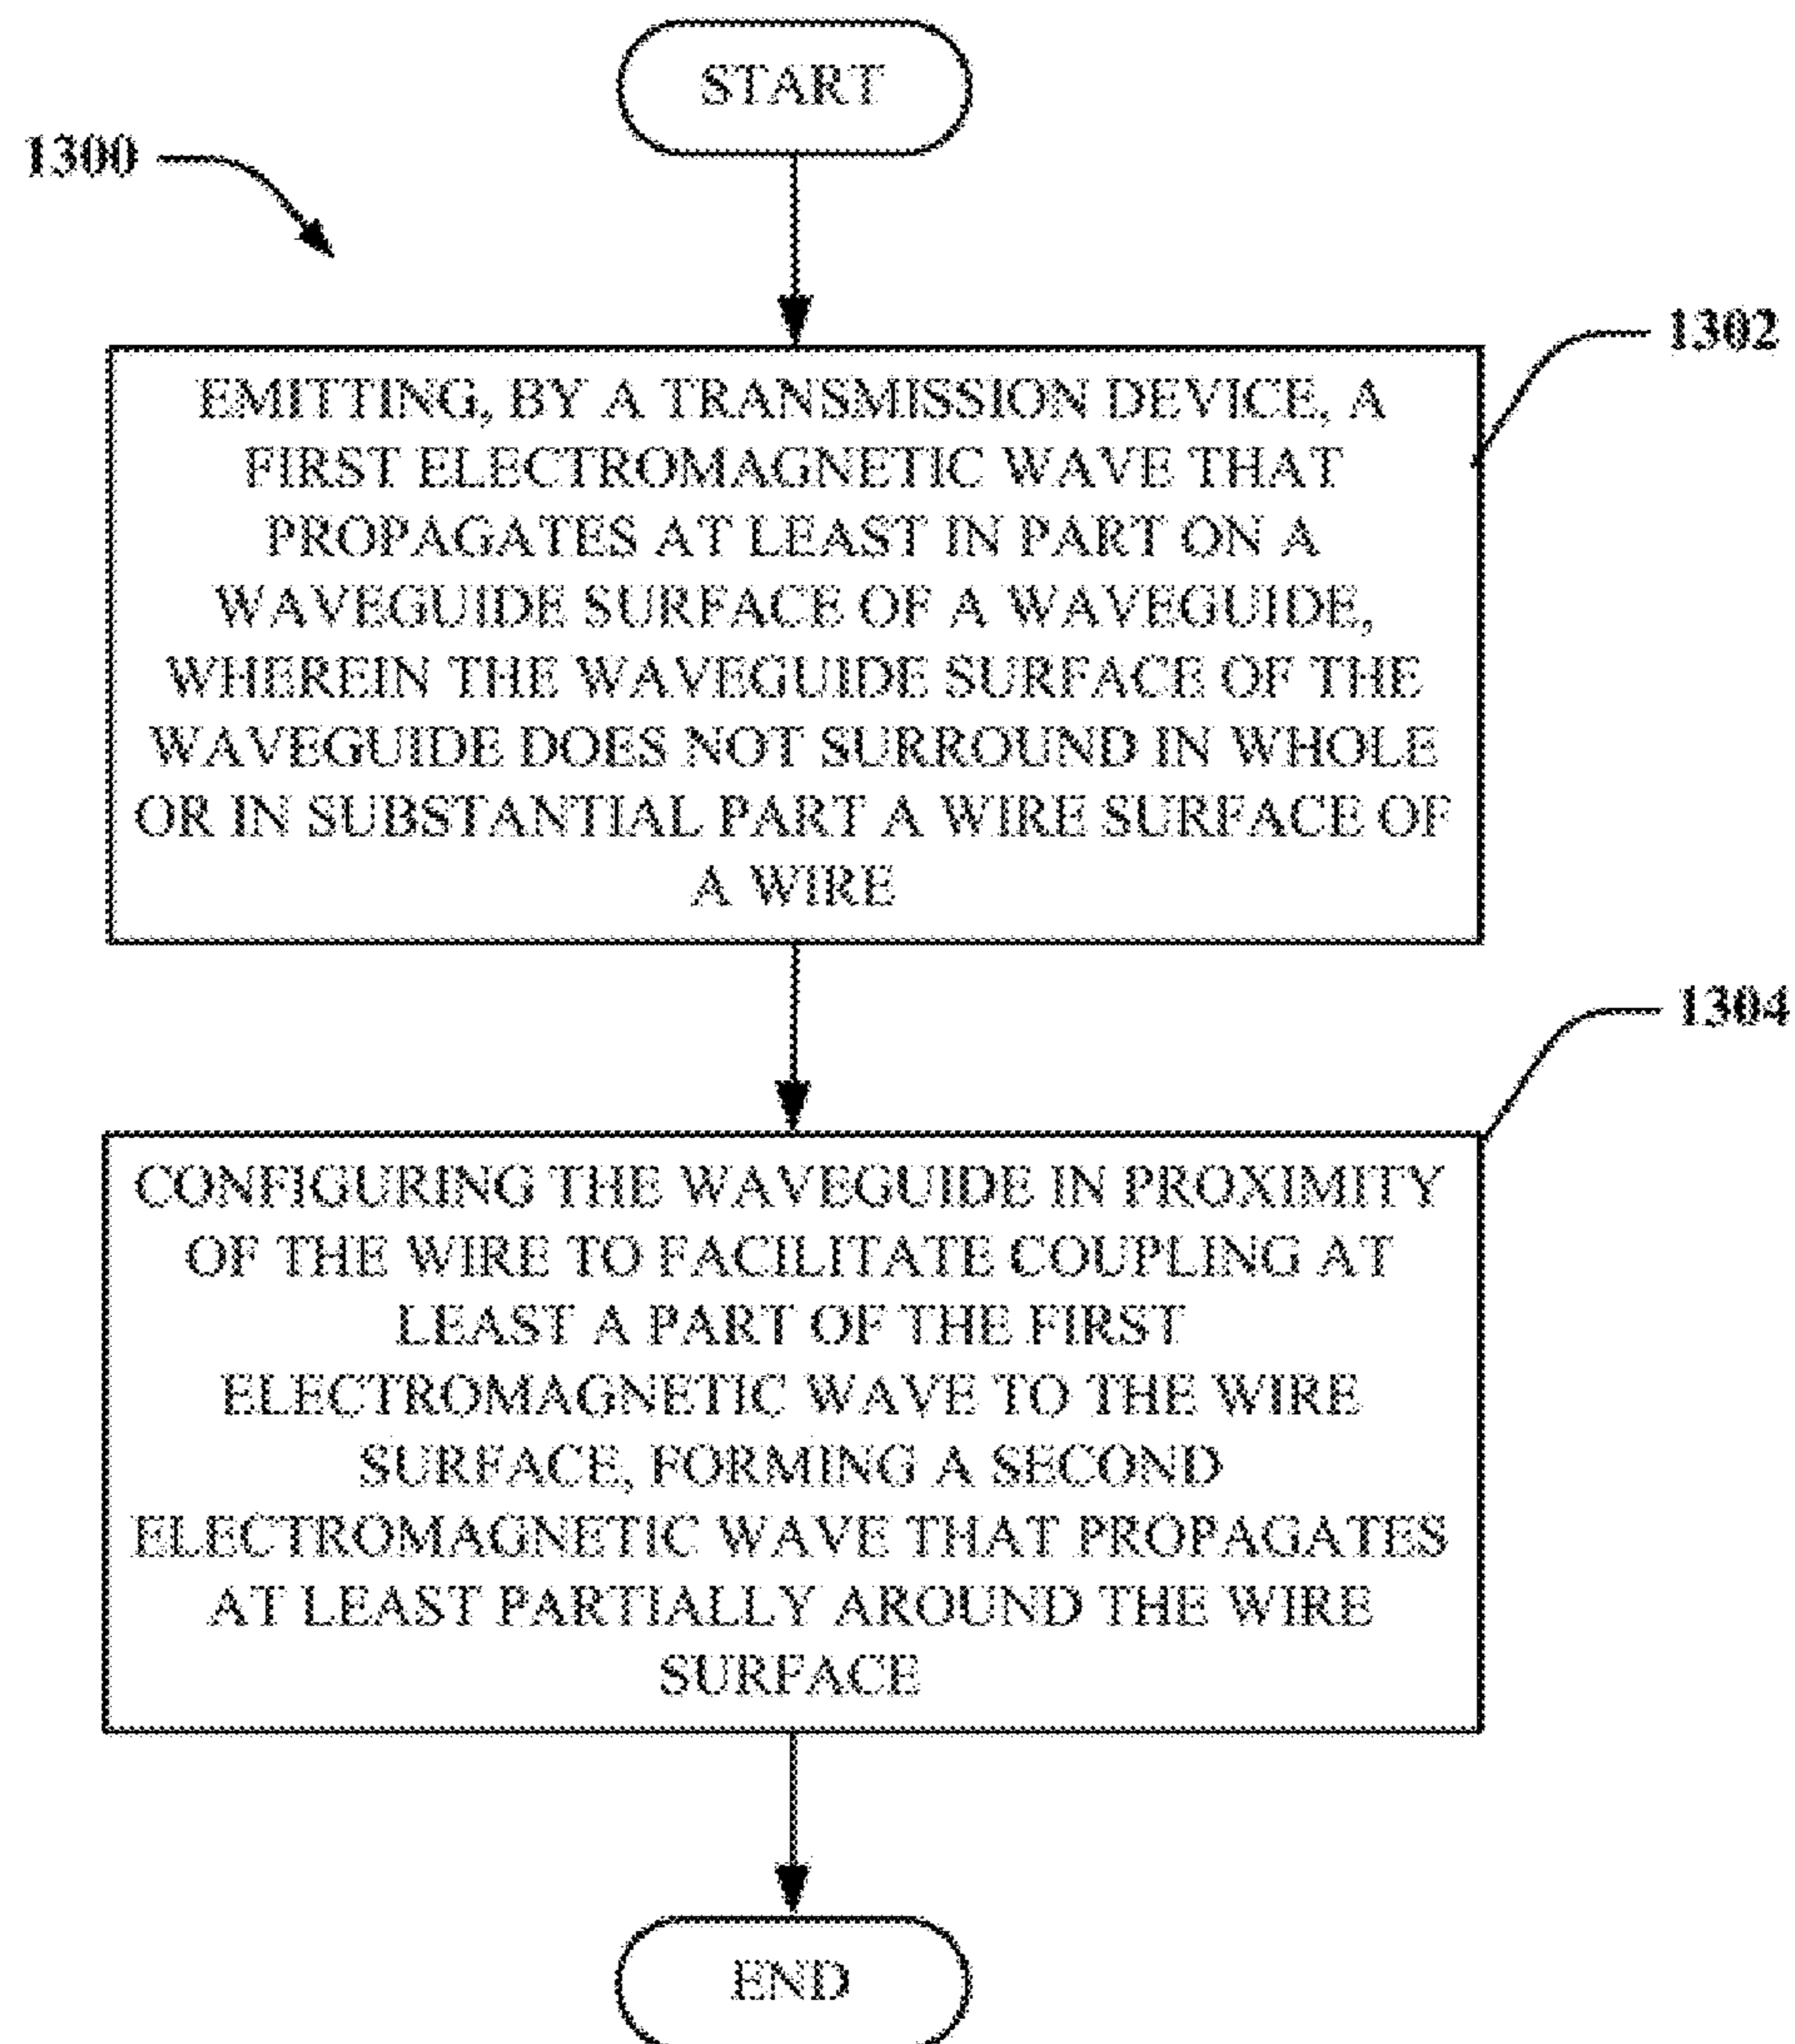 START
1300
1302
EMITTING, BY A TRANSMISSION DEVICE, A
FIRST ELECTROMAGNETIC WAVE THAT
PROPAGATES AT LEAST IN PART ON A
WAVEGUIDE SURFACE OF A WAVEGUIDE,
WHEREIN THE WAVEGUIDE SURFACE OF THE
WAVEGUIDE DOES NOT SURROUND IN WHOLE
OR IN SUBSTANTIAL PART A WIRE SURFACE OF
A WIRE
1304
CONFIGURING THE WAVEGUIDE IN PROXIMITY
OF THE WIRE TO FACILITATE COUPLING AT
LEAST A PART OF THE FIRST
ELECTROMAGNETIC WAVE TO THE WIRE
SURFACE, FORMING A SECOND
ELECTROMAGNETIC WAVE THAT PROPAGATES
AT LEAST PARTIALLY AROUND THE WIRE
SURFACE
END